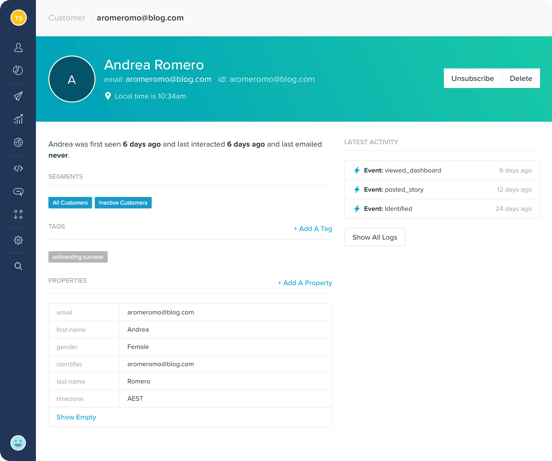 TS
Customer / aromeromo@blog.com
A
Andrea Romero
email: aromeromo@blog.com id: aromeromo@blog.com
Local time is 10:34am
Unsubscribe
Delete
Andrea was first seen 6 days ago and last interacted 6 days ago and last emailed
never.
SEGMENTS
All Customers
Inactive Customers
TAGS
+ Add A Tag
onboarding success
PROPERTIES
+ Add A Property
email aromeromo@blog.com
first-name Andrea
gender Female
identifier aromeromo@blog.com
last-name Romero
timezone AEST
Show Empty
LATEST ACTIVITY
Event: viewed_dashboard 6 days ago
Event: posted_story 12 days ago
Event: Identified 24 days ago
Show All Logs